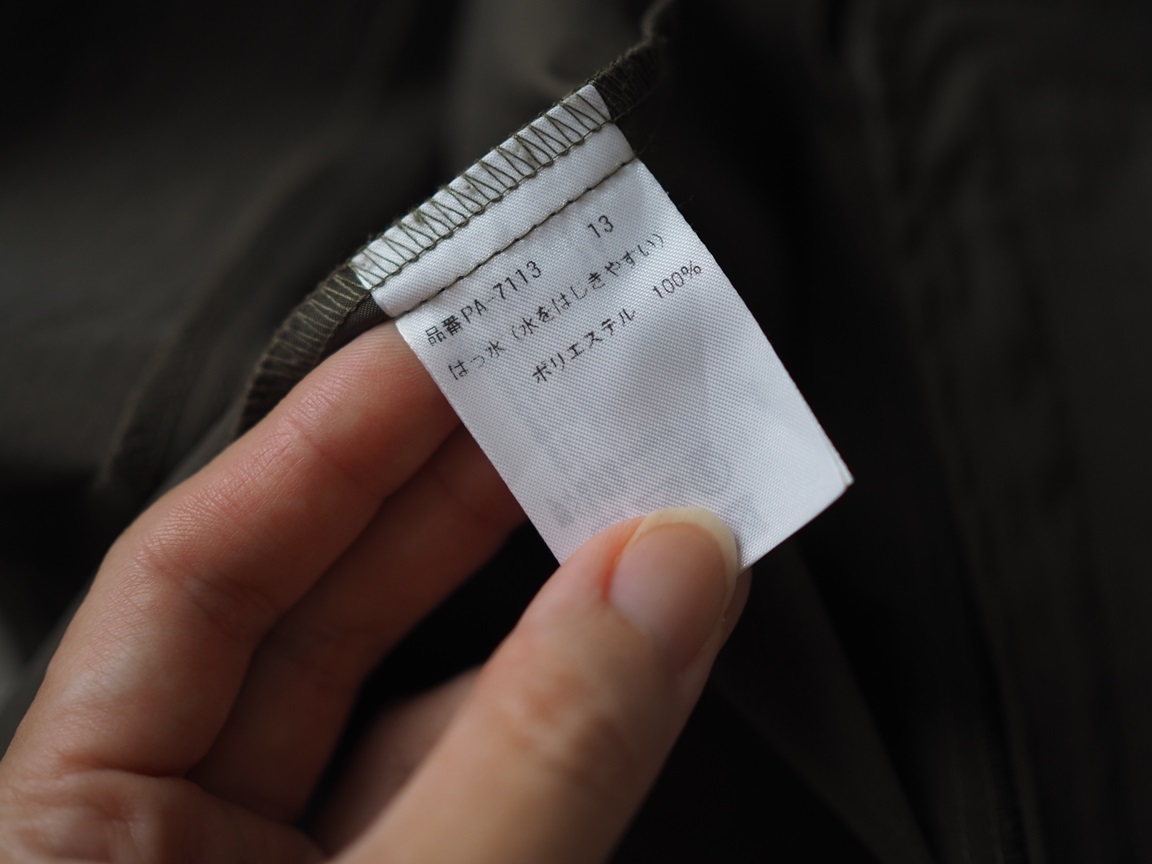 品番PA-7113 13
はっ水（水をはじきやすい）
ポリエステル 100%